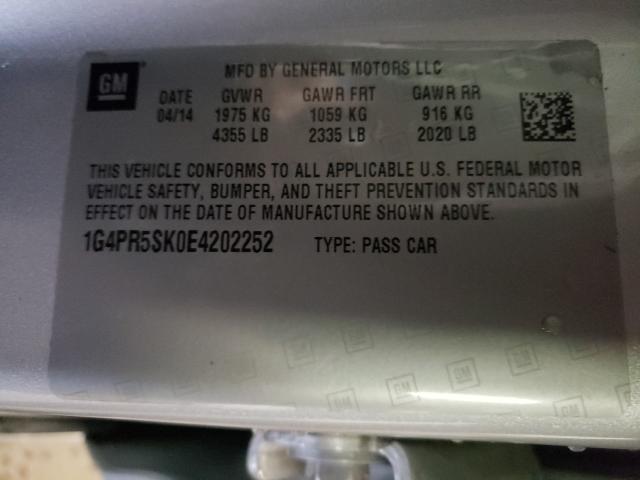 GM
MFD BY GENERAL MOTORS LLC
DATE GVWR GAWR FRT GAWR RR
04/14 1975 KG 1059 KG 916 KG
4355 LB 2335 LB 2020 LB
THIS VEHICLE CONFORMS TO ALL APPLICABLE U.S. FEDERAL MOTOR
VEHICLE SAFETY, BUMPER, AND THEFT PREVENTION STANDARDS IN
EFFECT ON THE DATE OF MANUFACTURE SHOWN ABOVE.
1G4PR5SK0E4202252 TYPE: PASS CAR